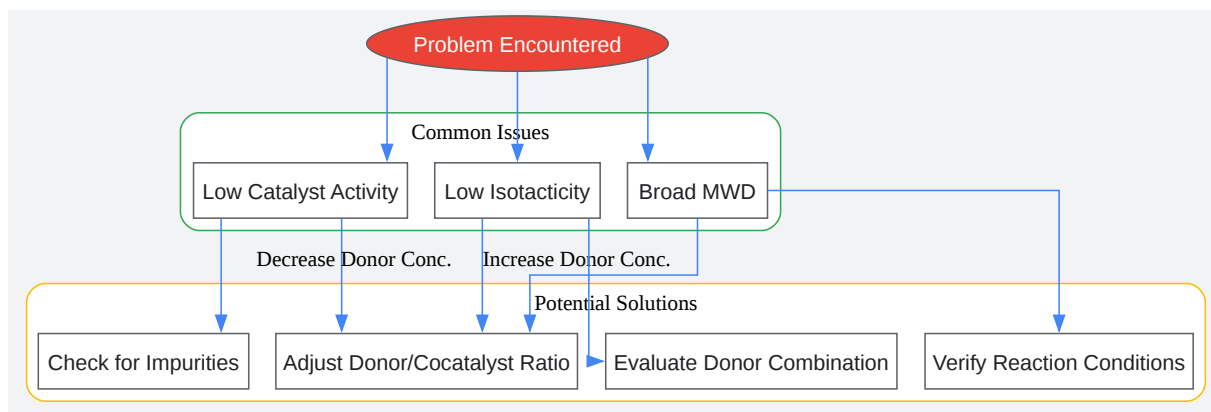 Problem Encountered
Common Issues
Low Catalyst Activity
Low Isotacticity
Broad MWD
Decrease Donor Conc.
Increase Donor Conc.
Potential Solutions
Check for Impurities
Adjust Donor/Cocatalyst Ratio
Evaluate Donor Combination
Verify Reaction Conditions